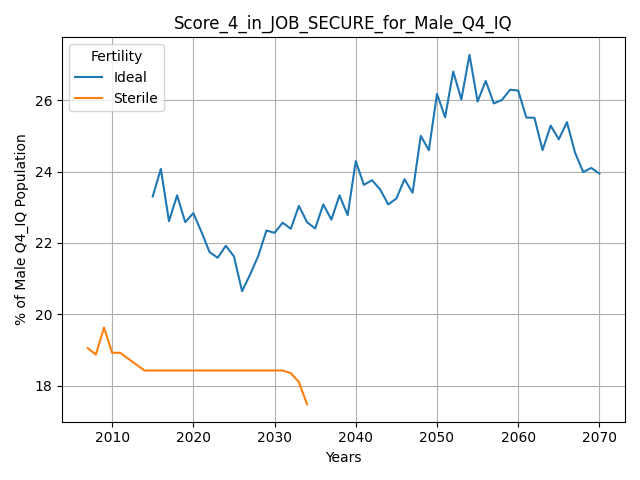 Score_4_in_JOB_SECURE_for_Male_Q4_IQ
Fertility
Ideal
Sterile
% of Male Q4_IQ Population
26
24
22
20
18
2010 2020 2030 2040 2050 2060 2070
Years